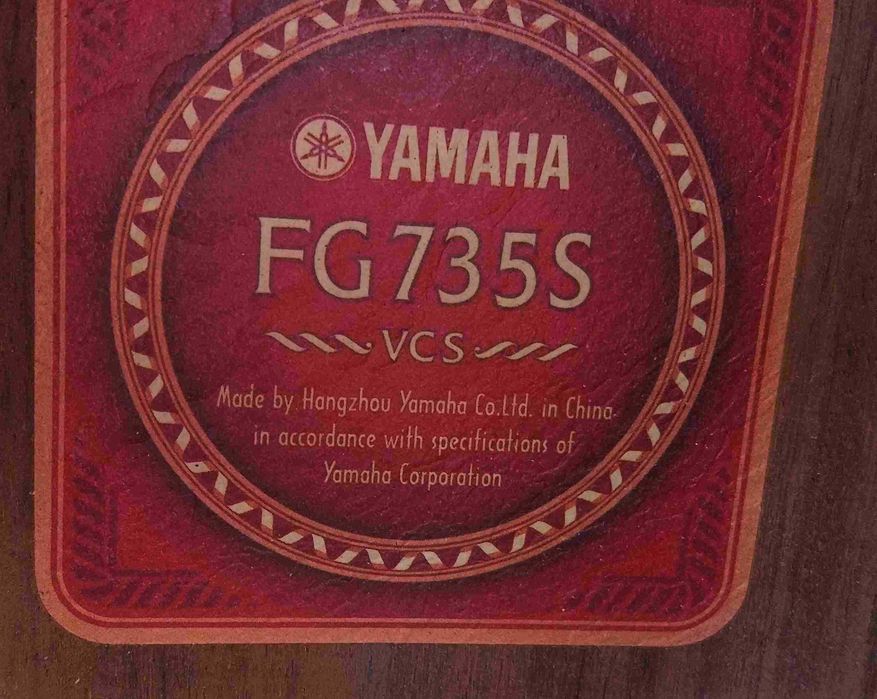 YAMAHA
FG735S
VCS
Made by Hangzhou Yamaha Co.Ltd. in China
in accordance with specifications of
Yamaha Corporation